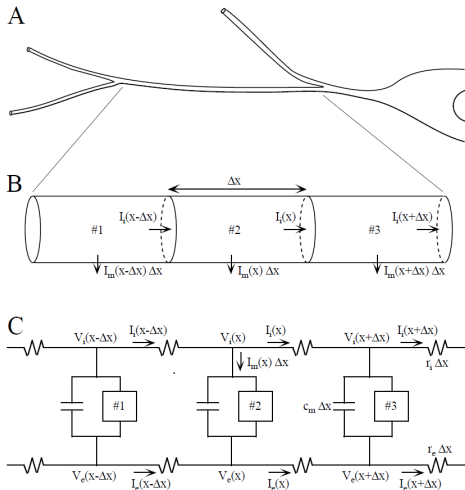 A
B
Δx
#1
I_i(x-Δx)
#2
I_i(x)
#3
I_i(x+Δx)
I_m(x-Δx) Δx
I_m(x) Δx
I_m(x+Δx) Δx
C
V_i(x-Δx)
I_i(x-Δx)
V_i(x)
I_i(x)
V_i(x+Δx)
I_i(x+Δx)
I_m(x) Δx
r_i Δx
#1
#2
c_m Δx
#3
r_e Δx
V_e(x-Δx)
I_e(x-Δx)
V_e(x)
I_e(x)
V_e(x+Δx)
I_e(x+Δx)